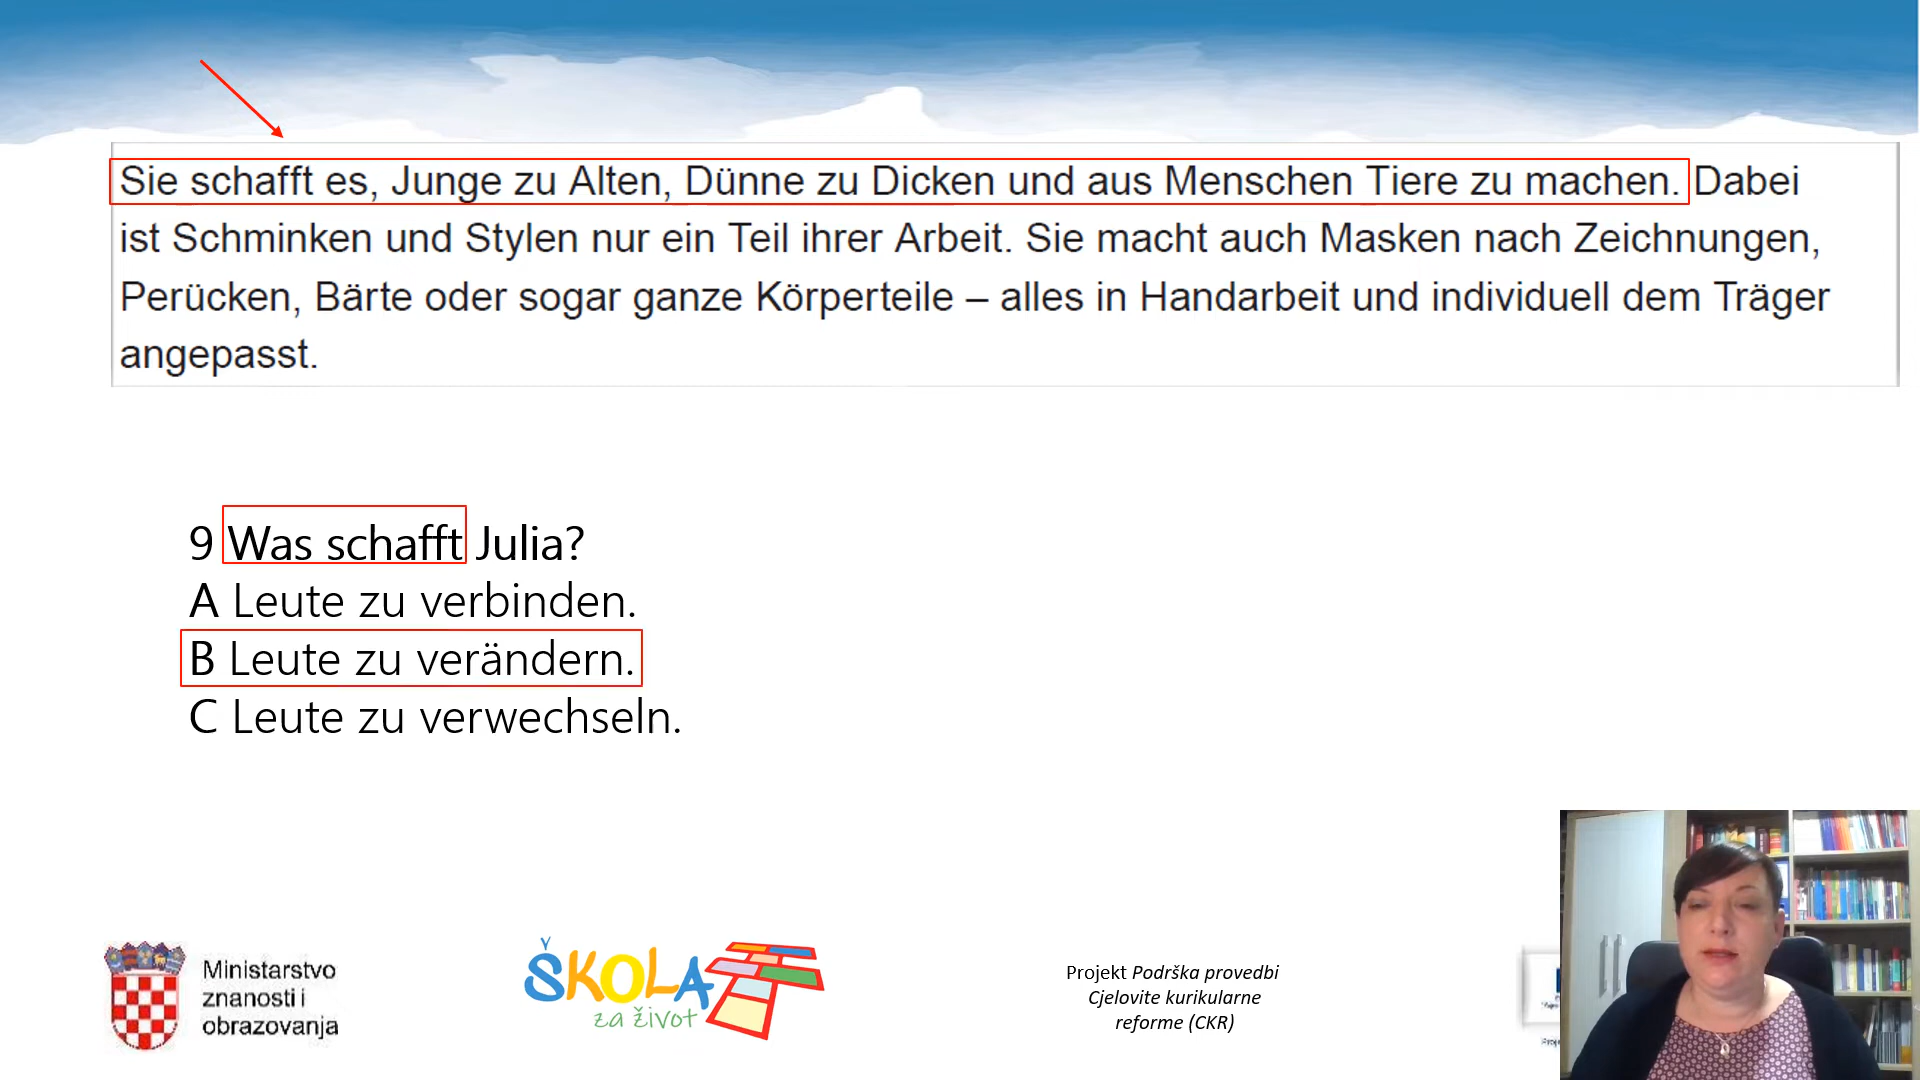 Sie schafft es, Junge zu Alten, Dünne zu Dicken und aus Menschen Tiere zu machen. Dabei
ist Schminken und Stylen nur ein Teil ihrer Arbeit. Sie macht auch Masken nach Zeichnungen,
Perücken, Bärte oder sogar ganze Körperteile – alles in Handarbeit und individuell dem Träger
angepasst.
9 Was schafft Julia?
A Leute zu verbinden.
B Leute zu verändern.
C Leute zu verwechseln.
Ministarstvo
znanosti i
obrazovanja
ŠKOLA
za život
Projekt Podrška provedbi
Cjelovite kurikularne
reforme (CKR)